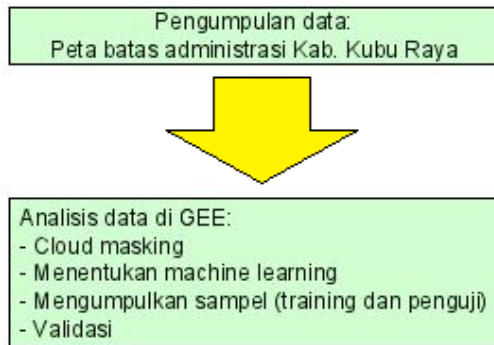 Pengumpulan data:
Peta batas administrasi Kab. Kubu Raya
Analisis data di GEE:
- Cloud masking
- Menentukan machine learning
- Mengumpulkan sampel (training dan penguji)
- Validasi